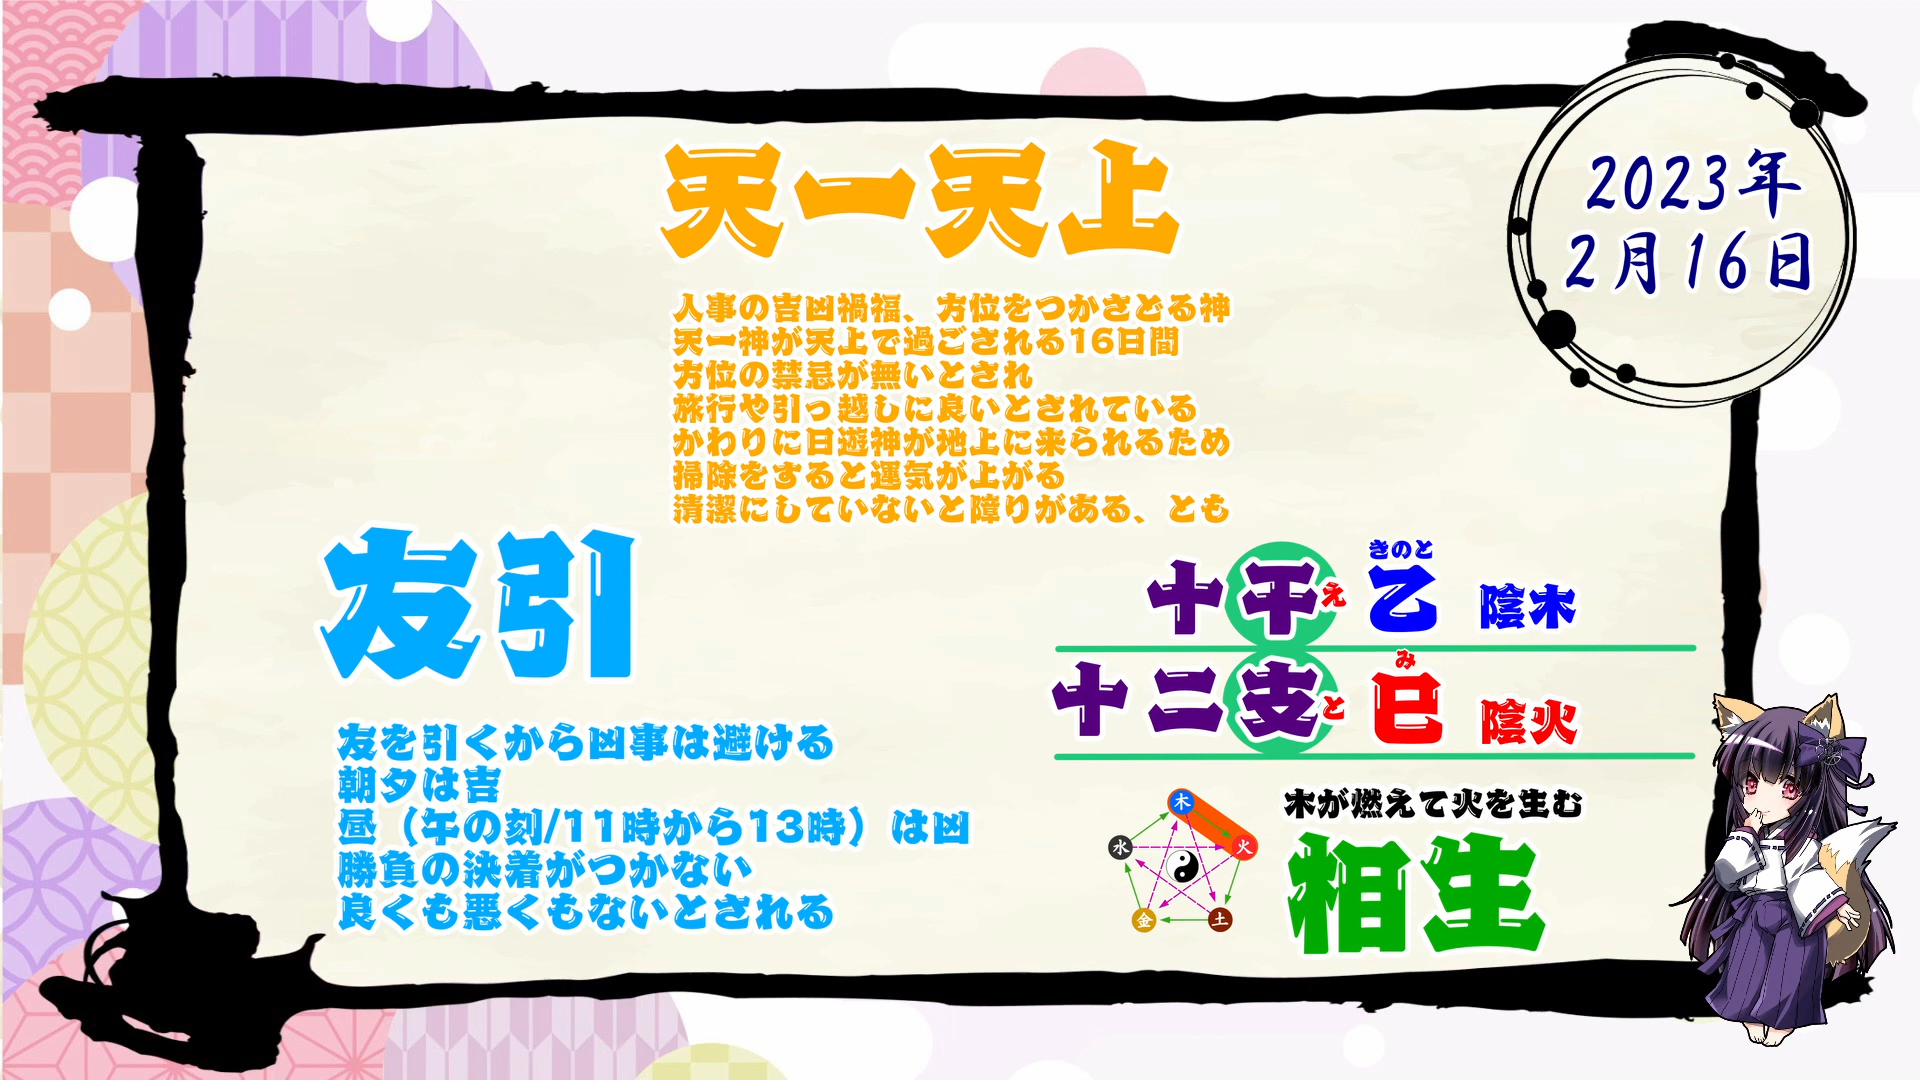 2023年
2月16日
天一天上
人事の吉凶禍福、方位をつかさどる神
天一神が天上で過ごされる16日間
方位の禁忌が無いとされ
旅行や引っ越しに良いとされている
かわりに日遊神が地上に来られるため
掃除をすると運気が上がる
清潔にしていないと障りがある、とも
友引
友を引くから凶事は避ける
朝夕は吉
昼（午の刻/11時から13時）は凶
勝負の決着がつかない
良くも悪くもないとされる
きのと
十干え 乙 陰木
み
十二支と 巳 陰火
木が燃えて火を生む
相生
木
水 火
金 土